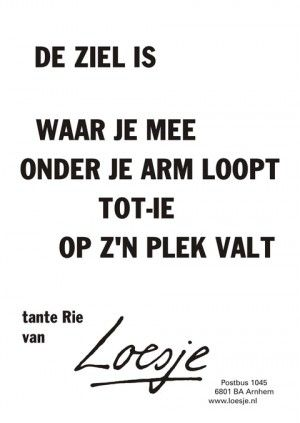 DE ZIEL IS
WAAR JE MEE
ONDER JE ARM LOOPT
TOT-IE
OP Z'N PLEK VALT
tante Rie
van
Loesje
Postbus 1045
6801 BA Arnhem
www.loesje.nl